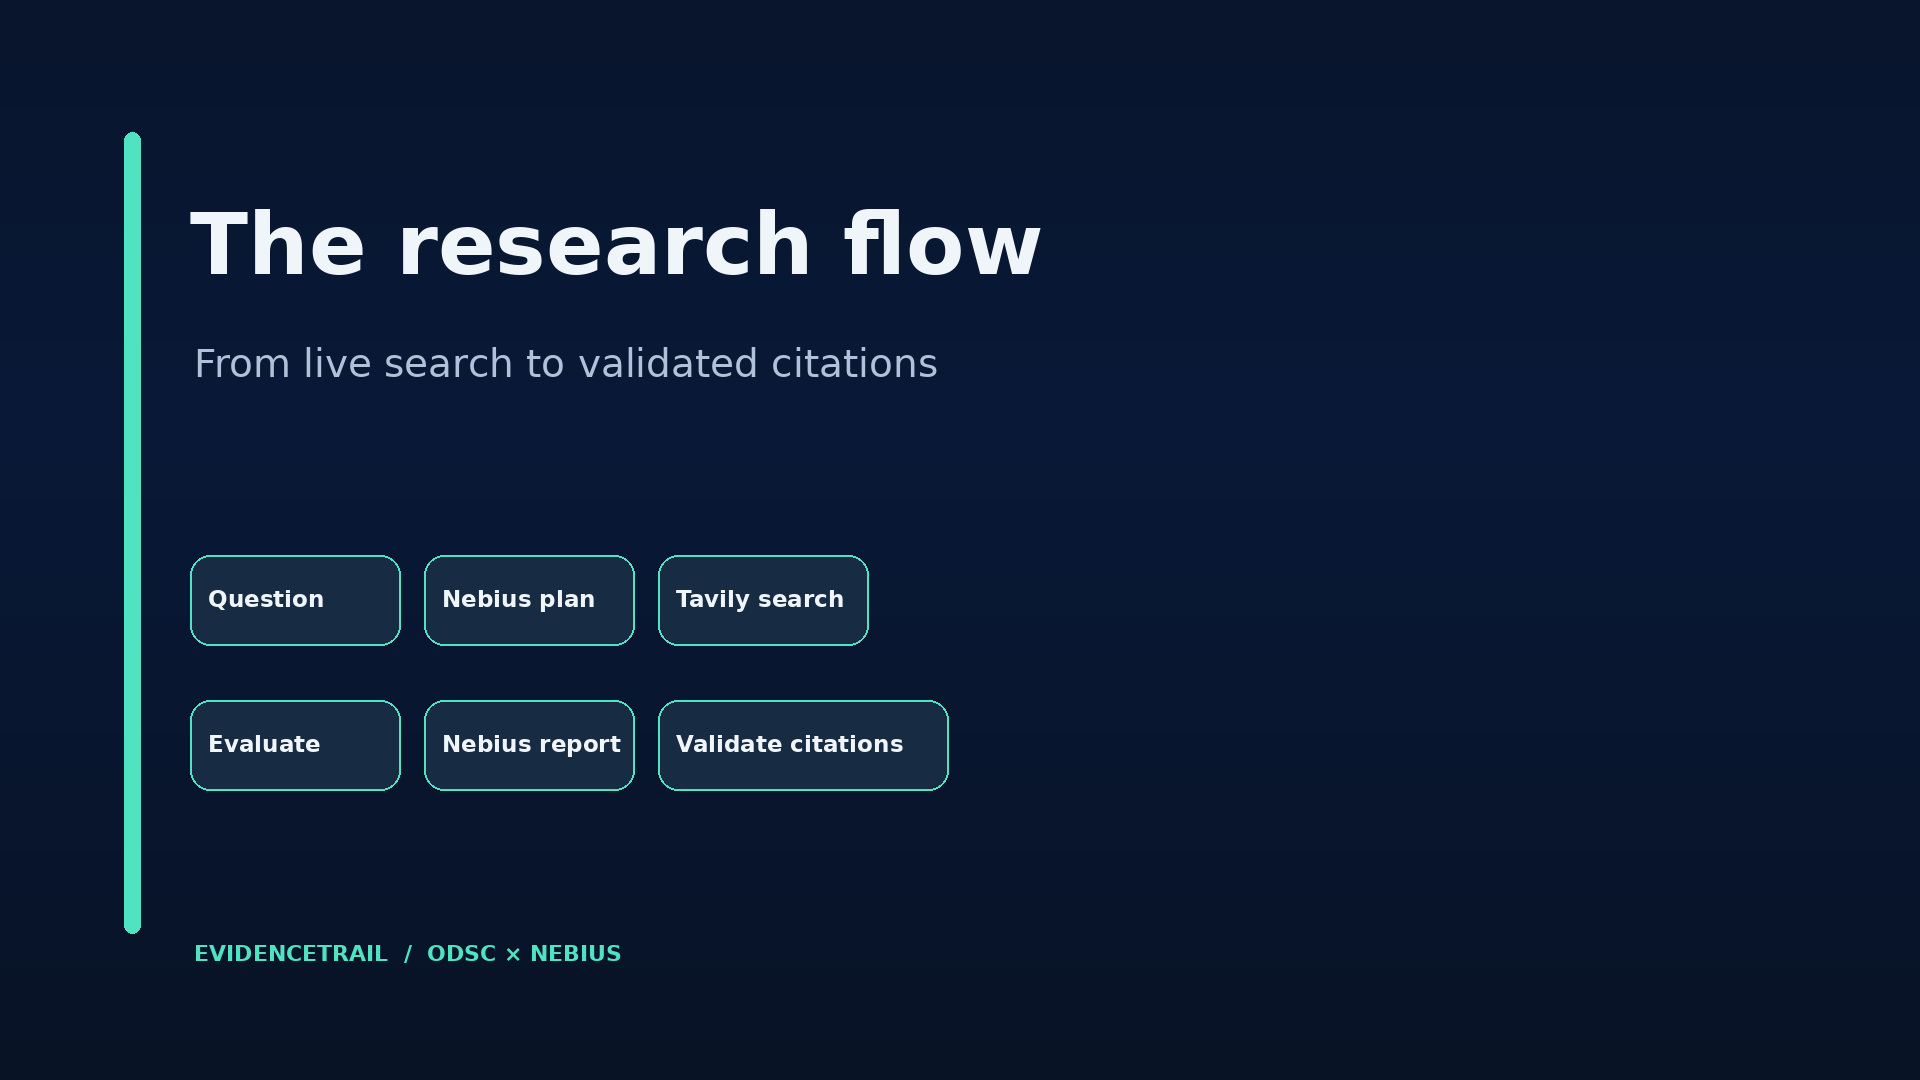 The research flow
From live search to validated citations
Question
Nebius plan
Tavily search
Evaluate
Nebius report
Validate citations
EVIDENCETRAIL / ODSC × NEBIUS